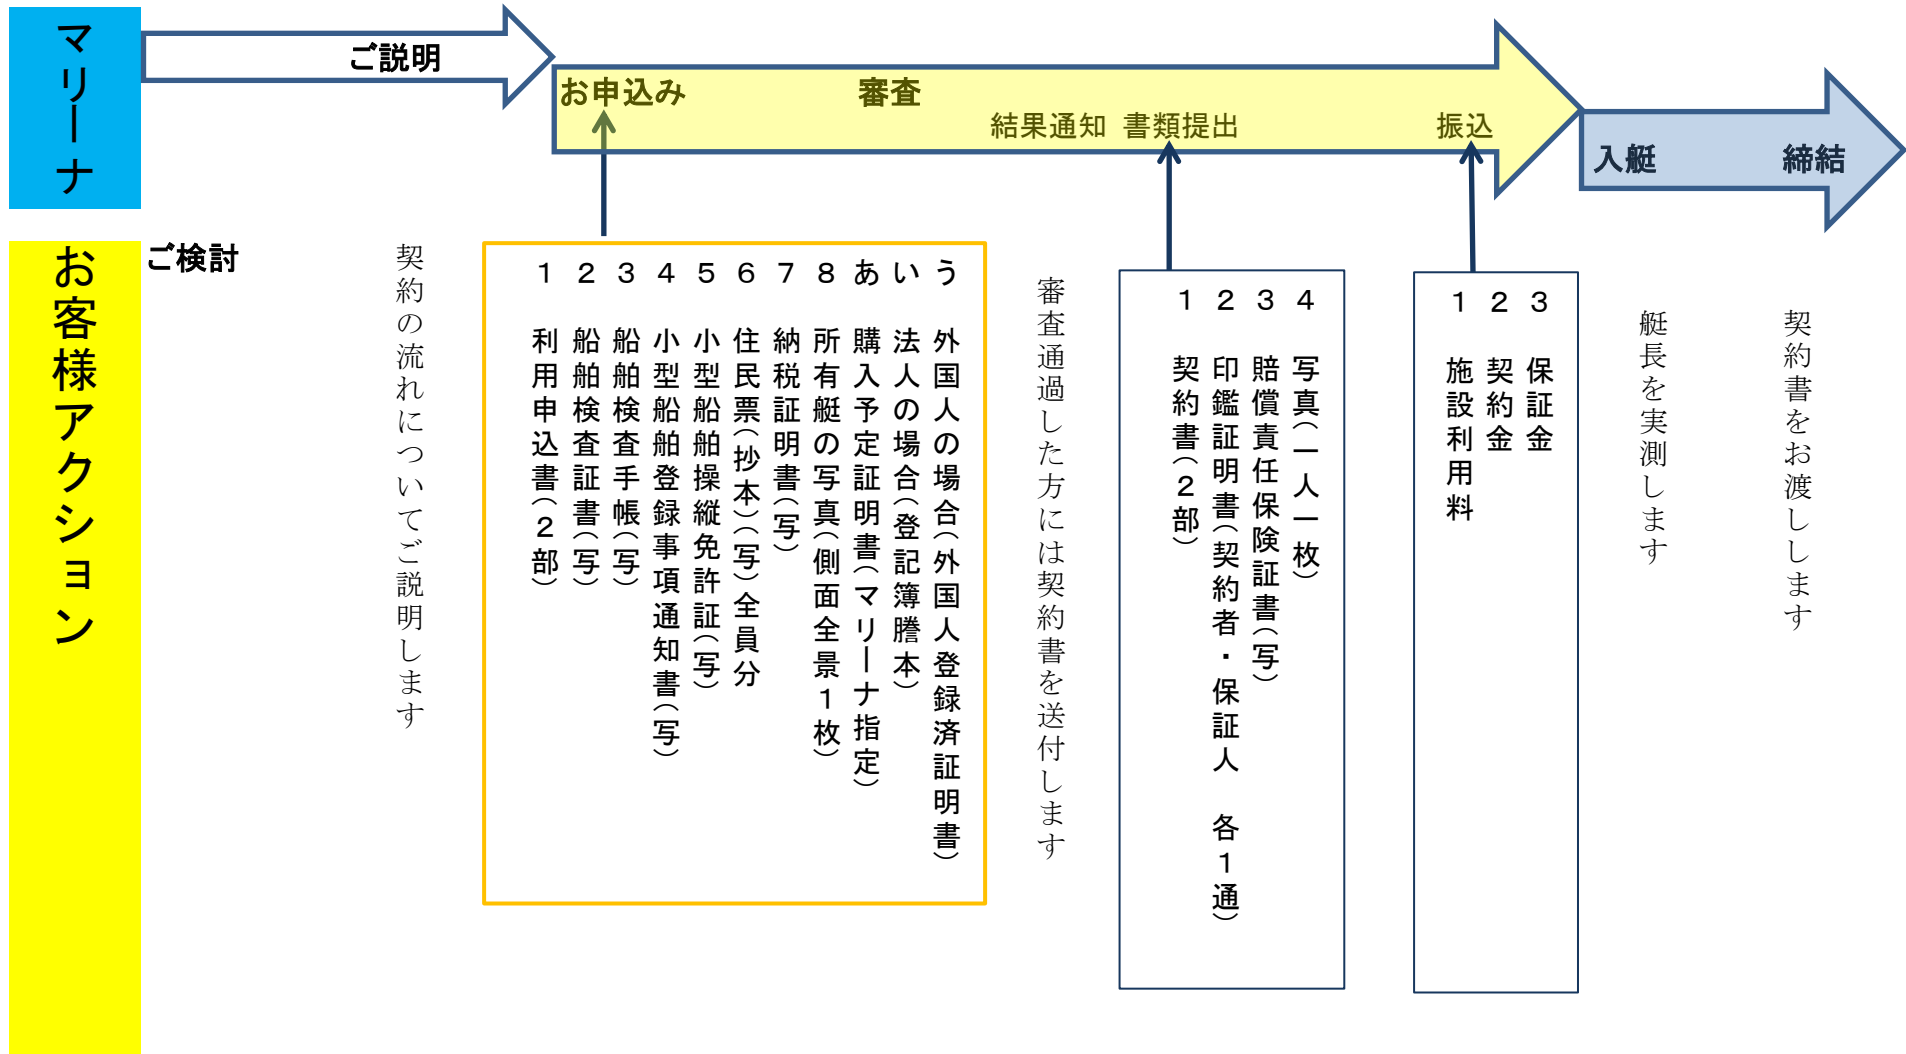 マリーナ
ご説明
お申込み
審査
結果通知
書類提出
振込
入艇
締結
お客様アクション
ご検討
契約の流れについてご説明します
1 利用申込書(2部)
2 船舶検査証書(写)
3 船舶検査手帳(写)
4 小型船舶登録事項通知書(写)
5 小型船舶操縦免許証(写)
6 住民票(抄本)(写)全員分
7 納税証明書(写)
8 所有艇の写真(側面全景1枚)
あ 購入予定証明書(マリーナ指定)
い 法人の場合(登記簿謄本)
う 外国人の場合(外国人登録済証明書)
審査通過した方には契約書を送付します
1 契約書(2部)
2 印鑑証明書(契約者・保証人 各1通)
3 賠償責任保険証書(写)
4 写真(一人一枚)
1 施設利用料
2 契約金
3 保証金
艇長を実測します
契約書をお渡しします